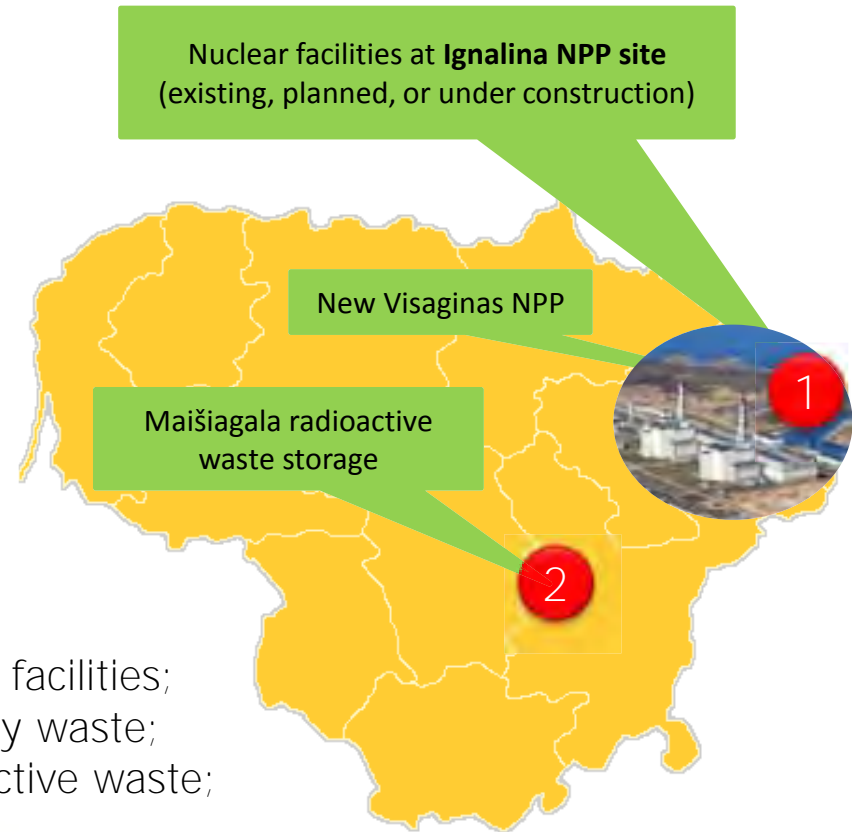 Nuclear facilities at Ignalina NPP site
(existing, planned, or under construction)
New Visaginas NPP
1
Maišiagala radioactive
waste storage
2
facilities;
y waste;
ctive waste;